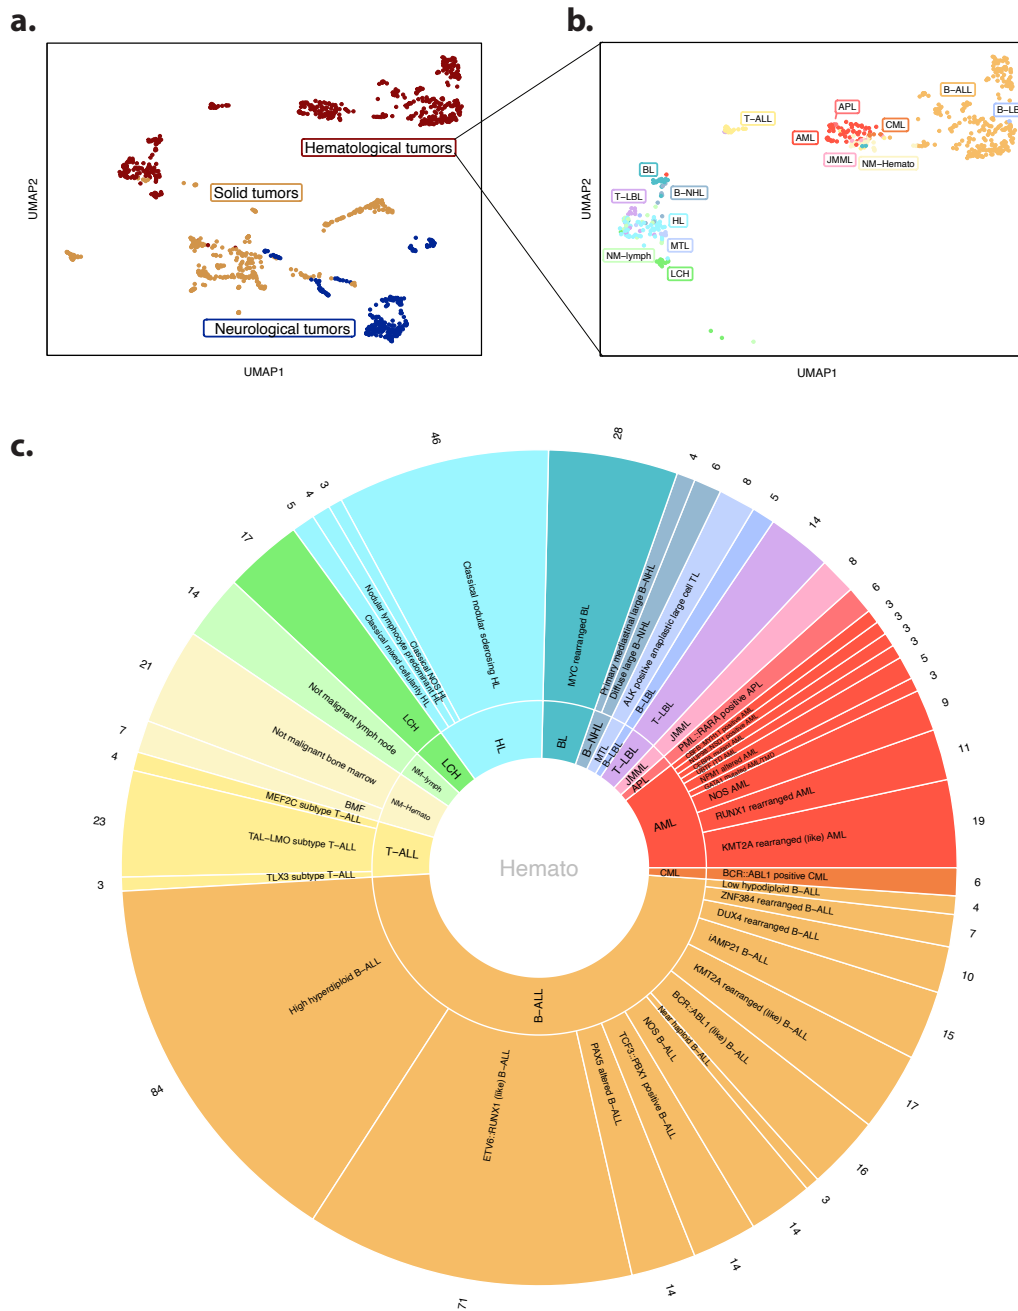 a.
b.
Hematological tumors
Solid tumors
Neurological tumors
UMAP2
UMAP1
B−ALL
B−LB
APL
T−ALL
CML
AML
JMML
NM−Hemato
BL
B−NHL
T−LBL
HL
MTL
NM−lymph
LCH
UMAP2
UMAP1
c.
Hemato
HL
BL
B−NHL
MTL
B−LBL
T−LBL
JMML
APL
AML
CML
B−ALL
T−ALL
NM−Hemato
NM−lymph
LCH
46
Classical nodular sclerosing HL
28
MYC rearranged BL
4
Primary mediastinal large B−NHL
6
Diffuse large B−NHL
8
ALK positive anaplastic large cell TL
5
B−LBL
14
T−LBL
8
JMML
6
PML::RARA positive APL
3
3
3
3
5
NPM1 altered AML
3
9
NOS AML
11
RUNX1 rearranged AML
19
KMT2A rearranged (like) AML
6
BCR::ABL1 positive CML
4
Low hypodiploid B−ALL
7
ZNF384 rearranged B−ALL
10
DUX4 rearranged B−ALL
15
iAMP21 B−ALL
17
KMT2A rearranged (like) B−ALL
16
BCR::ABL1 (like) B−ALL
3
Near haploid B−ALL
14
NOS B−ALL
14
TCF3::PBX1 positive B−ALL
14
PAX5 altered B−ALL
71
ETV6::RUNX1 (like) B−ALL
84
High hyperdiploid B−ALL
3
TLX3 subtype T−ALL
23
TAL−LMO subtype T−ALL
4
MEF2C subtype T−ALL
7
BMF
21
Not malignant bone marrow
14
Not malignant lymph node
17
LCH
5
Classical mixed cellularity HL
4
Nodular lymphocyte predominant HL
3
Classical NOS HL